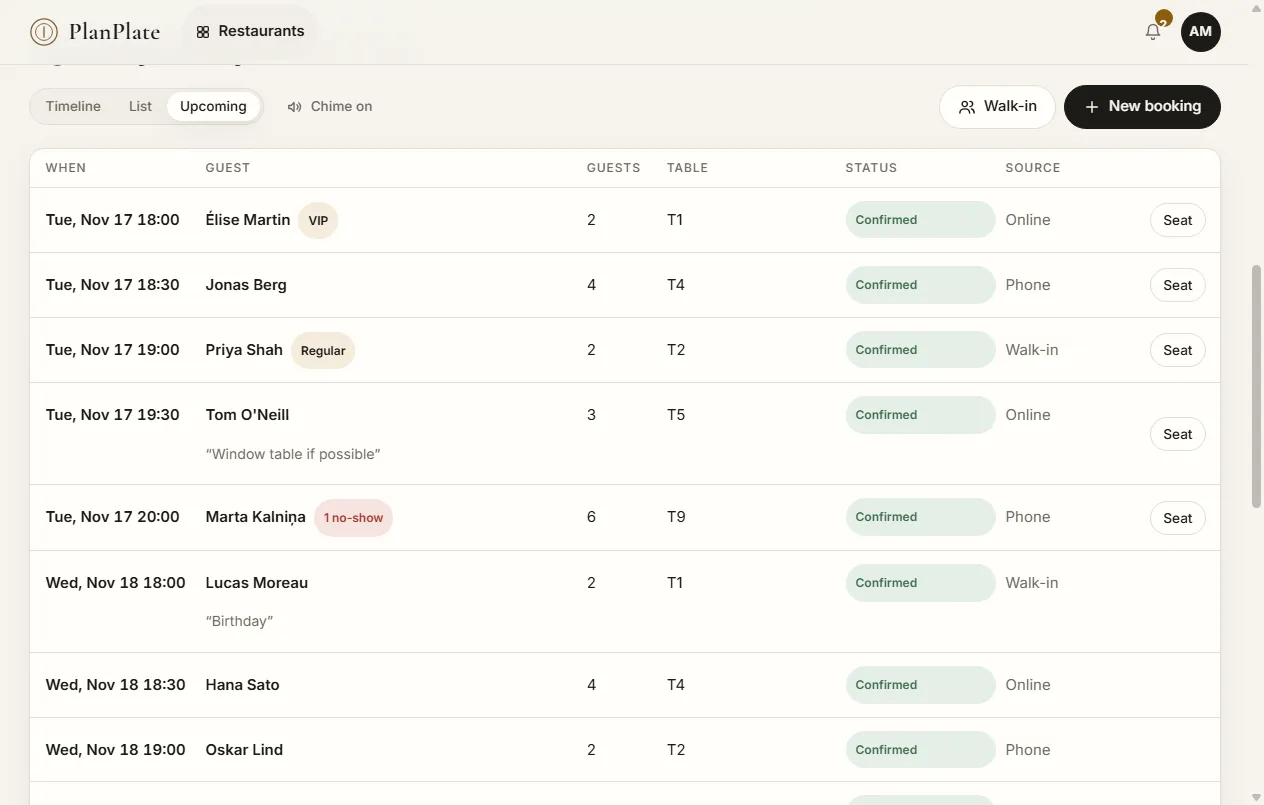 PlanPlate
Restaurants
2
AM
Timeline
List
Upcoming
Chime on
Walk-in
+ New booking
WHEN GUEST GUESTS TABLE STATUS SOURCE
Tue, Nov 17 18:00 Élise Martin VIP 2 T1 Confirmed Online Seat
Tue, Nov 17 18:30 Jonas Berg 4 T4 Confirmed Phone Seat
Tue, Nov 17 19:00 Priya Shah Regular 2 T2 Confirmed Walk-in Seat
Tue, Nov 17 19:30 Tom O'Neill 3 T5 Confirmed Online Seat
“Window table if possible”
Tue, Nov 17 20:00 Marta Kalniņa 1 no-show 6 T9 Confirmed Phone Seat
Wed, Nov 18 18:00 Lucas Moreau 2 T1 Confirmed Walk-in
“Birthday”
Wed, Nov 18 18:30 Hana Sato 4 T4 Confirmed Online
Wed, Nov 18 19:00 Oskar Lind 2 T2 Confirmed Phone